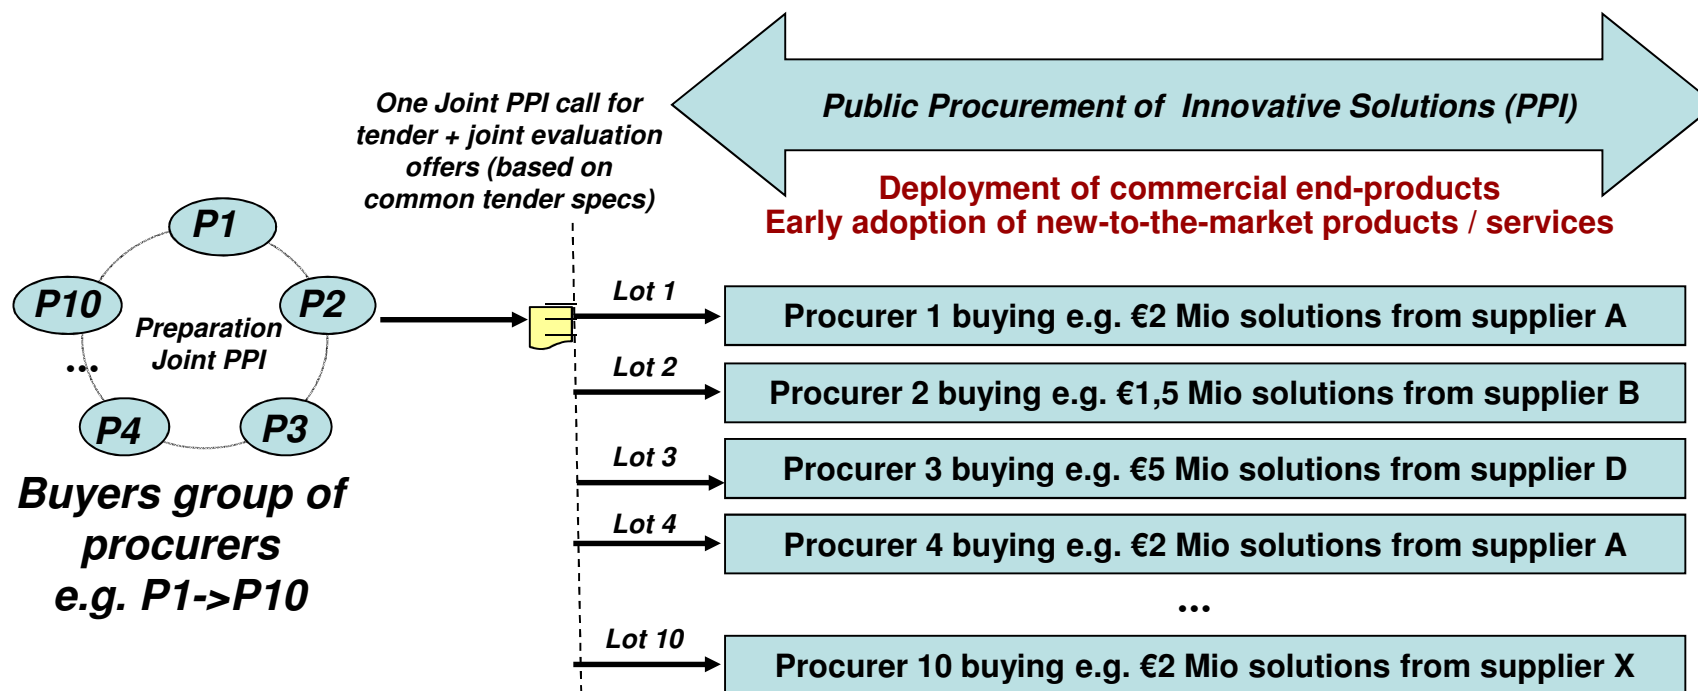 One Joint PPI call for
tender + joint evaluation
offers (based on
common tender specs)
Public Procurement of Innovative Solutions (PPI)
Deployment of commercial end-products
Early adoption of new-to-the-market products / services
P1
P10
P2
Preparation
Joint PPI
...
P4
P3
Buyers group of
procurers
e.g. P1->P10
Lot 1
Procurer 1 buying e.g. €2 Mio solutions from supplier A
Lot 2
Procurer 2 buying e.g. €1,5 Mio solutions from supplier B
Lot 3
Procurer 3 buying e.g. €5 Mio solutions from supplier D
Lot 4
Procurer 4 buying e.g. €2 Mio solutions from supplier A
...
Lot 10
Procurer 10 buying e.g. €2 Mio solutions from supplier X